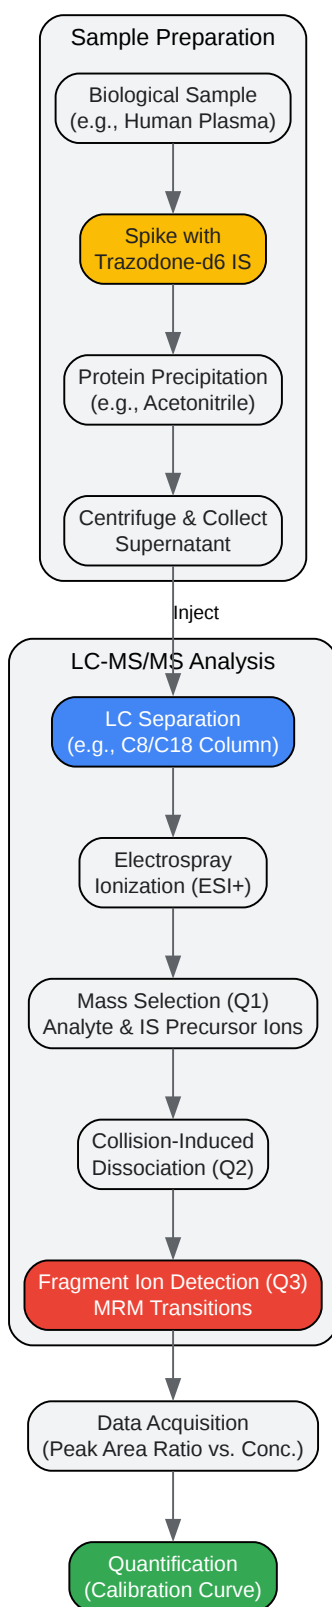 Sample Preparation
Biological Sample
(e.g., Human Plasma)
Spike with
Trazodone-d6 IS
Protein Precipitation
(e.g., Acetonitrile)
Centrifuge & Collect
Supernatant
Inject
LC-MS/MS Analysis
LC Separation
(e.g., C8/C18 Column)
Electrospray
Ionization (ESI+)
Mass Selection (Q1)
Analyte & IS Precursor Ions
Collision-Induced
Dissociation (Q2)
Fragment Ion Detection (Q3)
MRM Transitions
Data Acquisition
(Peak Area Ratio vs. Conc.)
Quantification
(Calibration Curve)